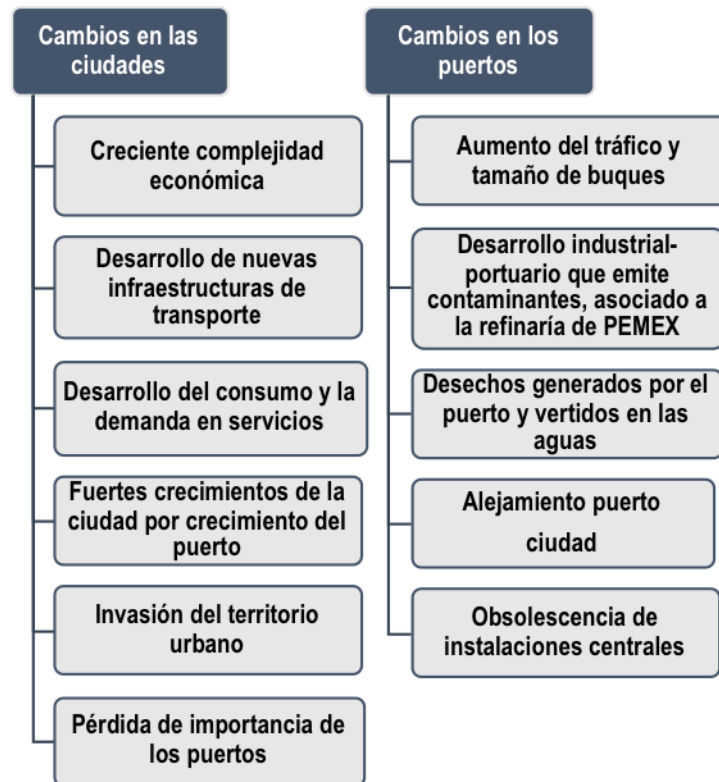 Cambios en las
ciudades
Creciente complejidad
económica
Desarrollo de nuevas
infraestructuras de
transporte
Desarrollo del consumo y la
demanda en servicios
Fuertes crecimientos de la
ciudad por crecimiento del
puerto
Invasión del territorio
urbano
Pérdida de importancia de
los puertos
Cambios en los
puertos
Aumento del tráfico y
tamaño de buques
Desarrollo industrial-
portuario que emite
contaminantes, asociado a
la refinaría de PEMEX
Desechos generados por el
puerto y vertidos en las
aguas
Alejamiento puerto
ciudad
Obsolescencia de
instalaciones centrales